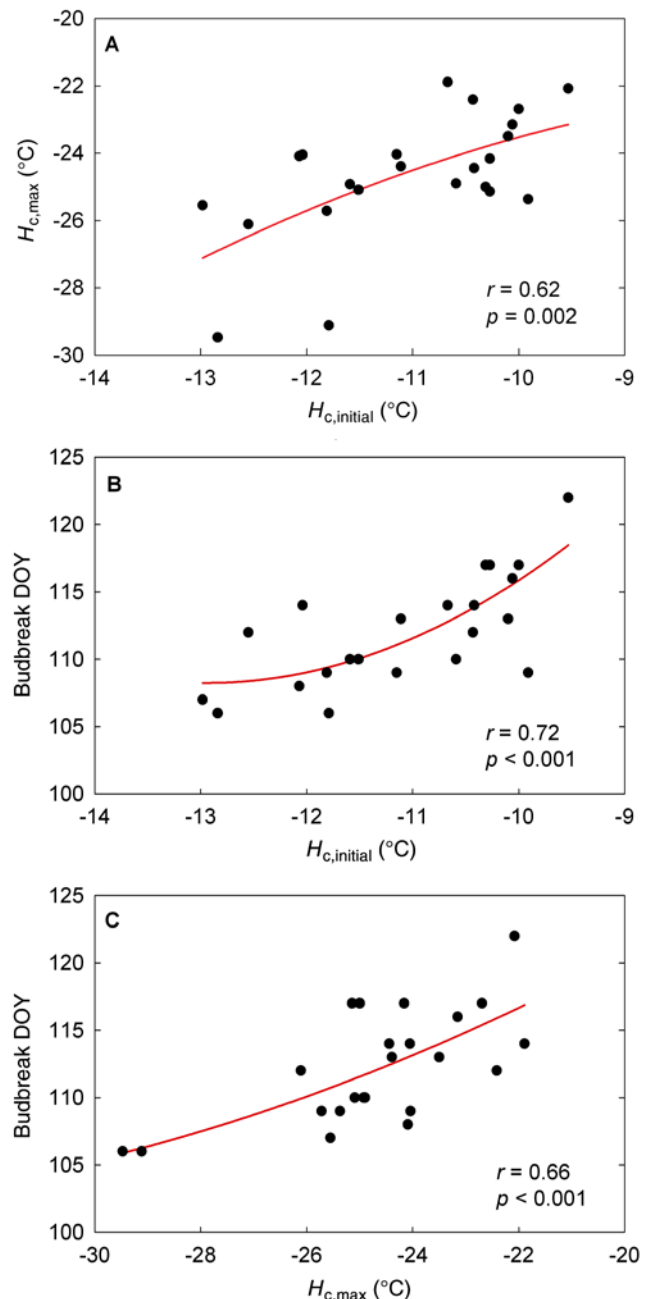 A
-20
-22
-24
-26
-28
-30
Hc,max (°C)
r = 0.62
p = 0.002
-14 -13 -12 -11 -10 -9
Hc,initial (°C)
B
125
120
115
110
105
100
Budbreak DOY
r = 0.72
p < 0.001
-14 -13 -12 -11 -10 -9
Hc,initial (°C)
C
125
120
115
110
105
100
Budbreak DOY
r = 0.66
p < 0.001
-30 -28 -26 -24 -22 -20
Hc,max (°C)